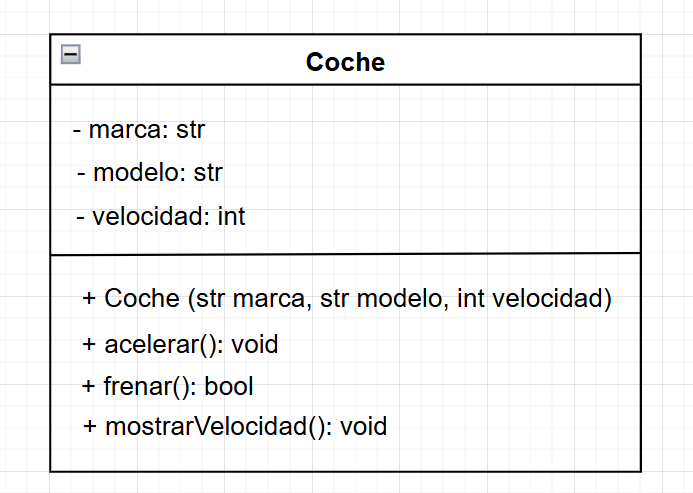 Coche
- marca: str
- modelo: str
- velocidad: int
+ Coche (str marca, str modelo, int velocidad)
+ acelerar(): void
+ frenar(): bool
+ mostrarVelocidad(): void